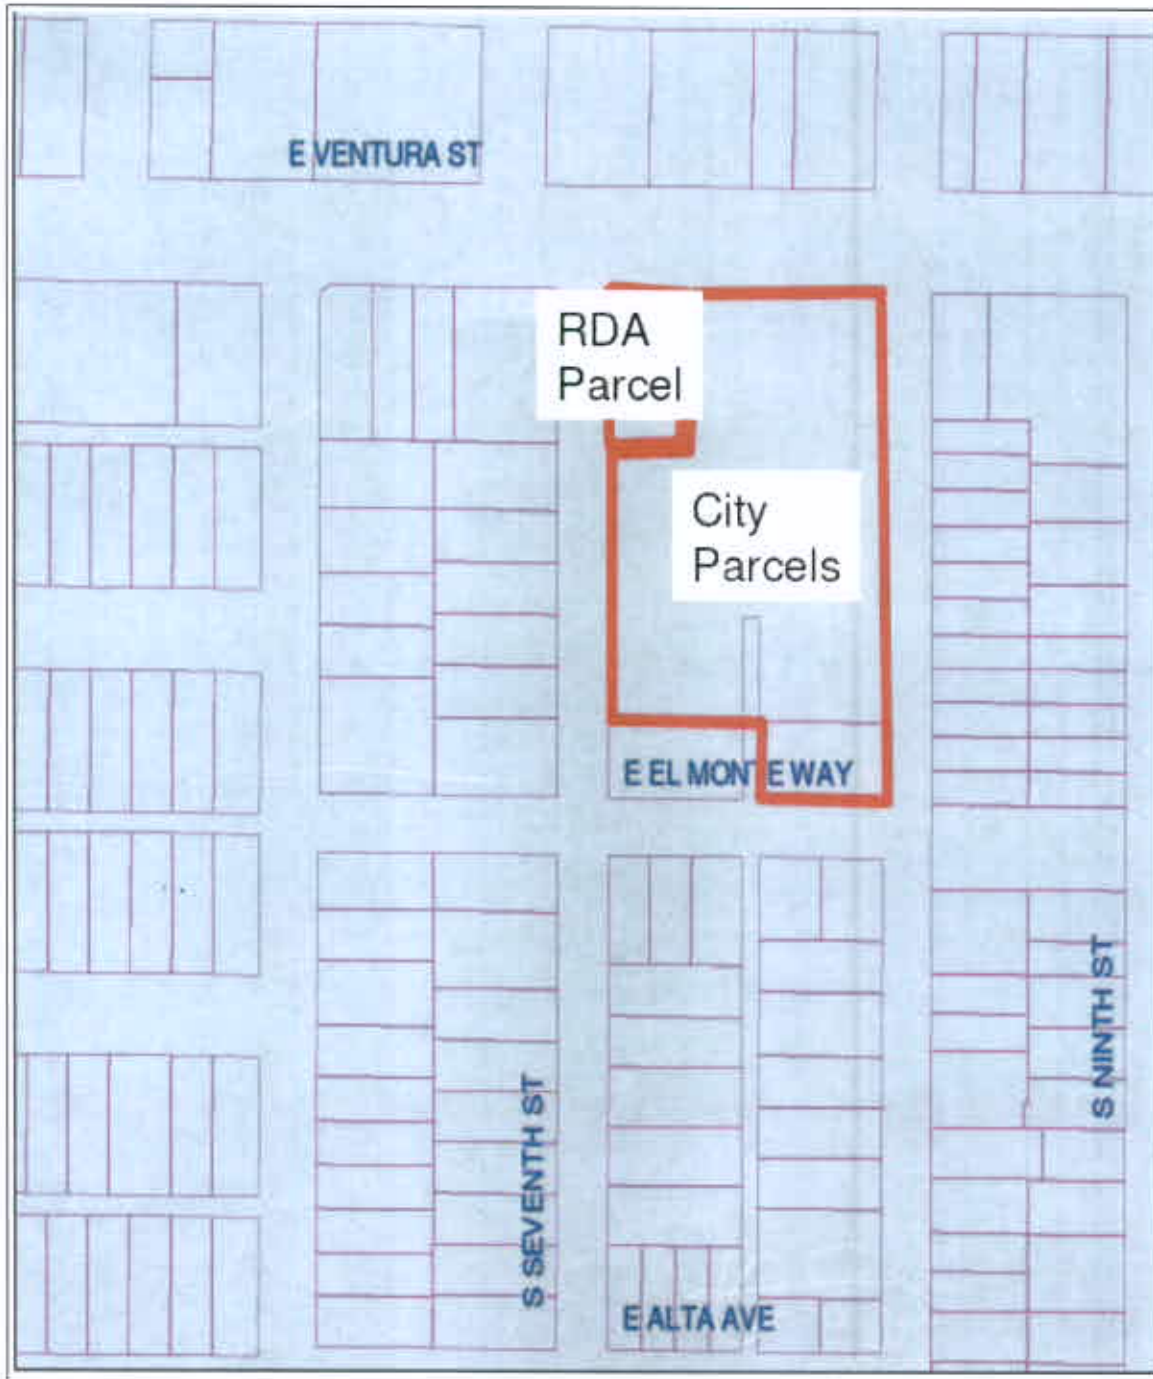 E VENTURA ST
RDA
Parcel
City
Parcels
E EL MONTE WAY
S NINTH ST
S SEVENTH ST
E ALTA AVE